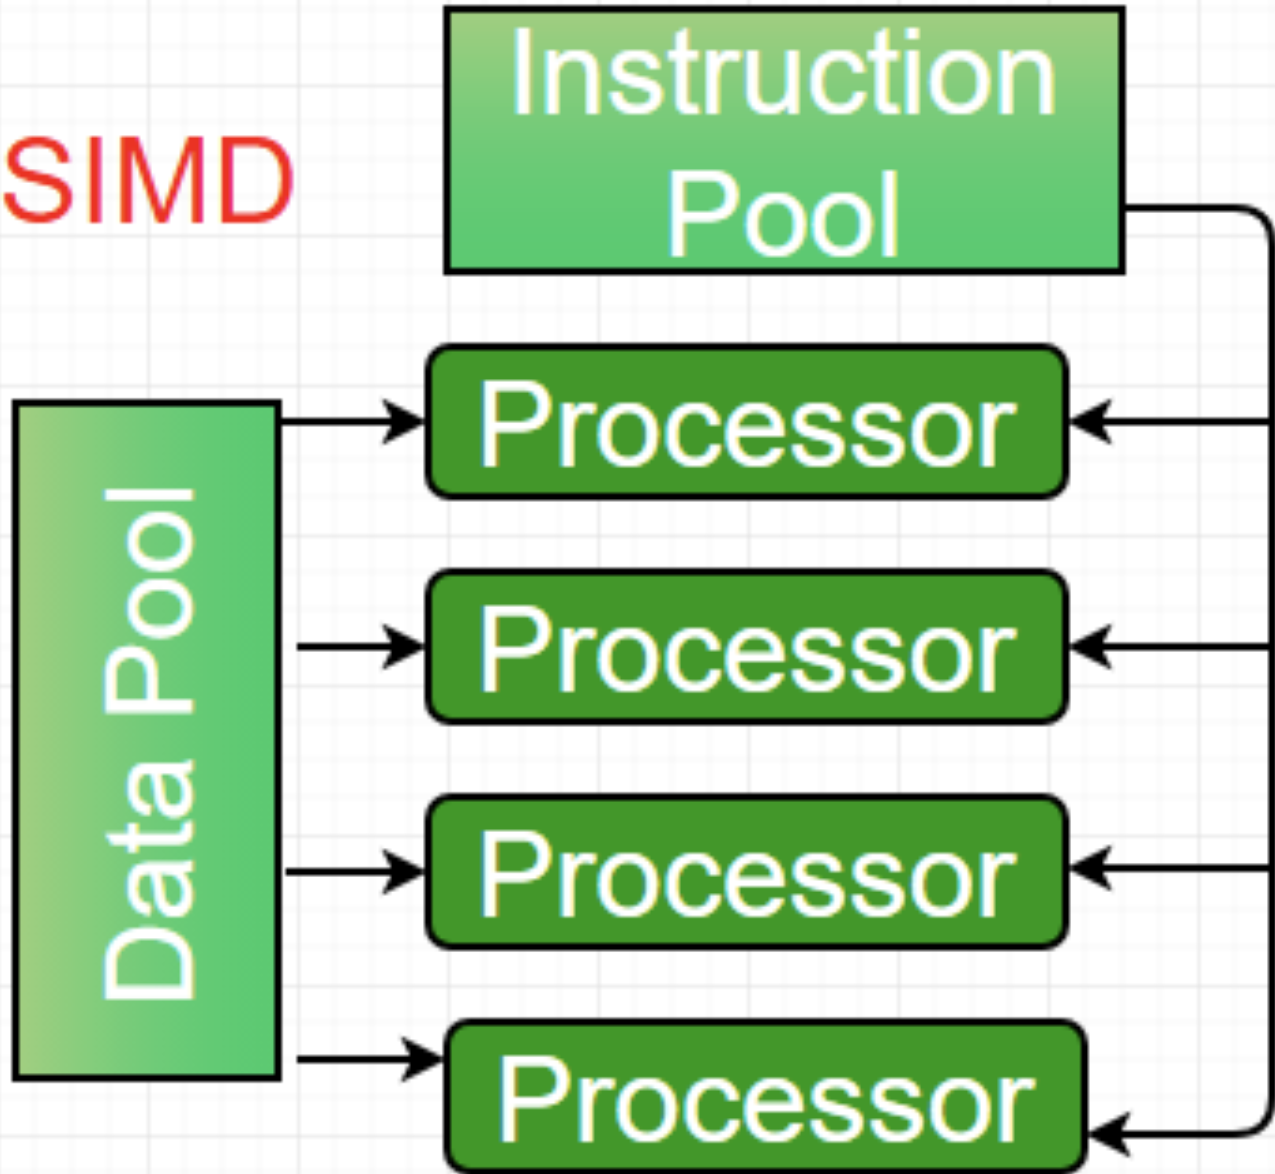 SIMD
Instruction
Pool
Data Pool
Processor
Processor
Processor
Processor